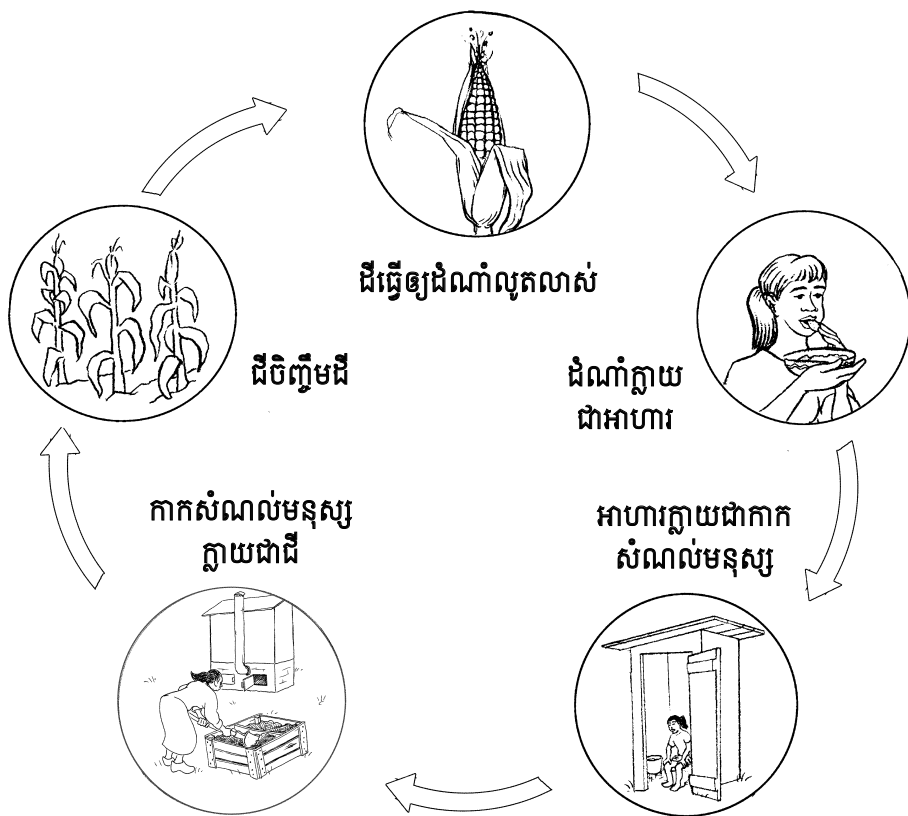 ដីធ្វើឲ្យដំណាំលូតលាស់
ដំណាំក្លាយ
ជាអាហារ
អាហារក្លាយជាកាក
សំណល់មនុស្ស
កាកសំណល់មនុស្ស
ក្លាយជាជី
ជីចិញ្ចឹមដី